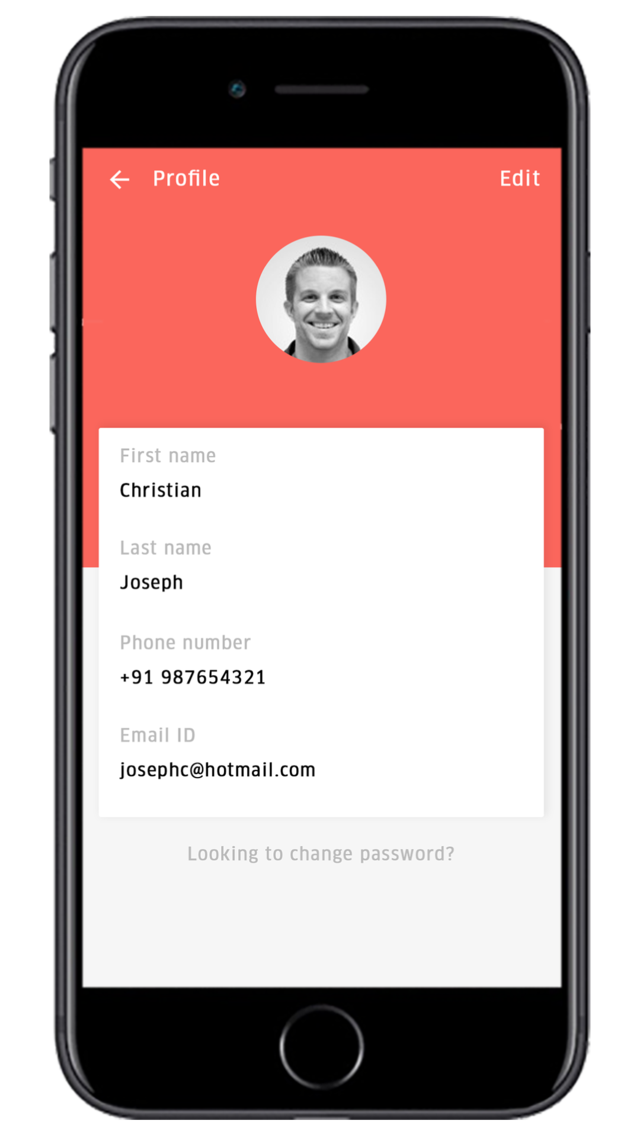 Profile Edit
First name
Christian
Last name
Joseph
Phone number
+91 987654321
Email ID
josephc@hotmail.com
Looking to change password?